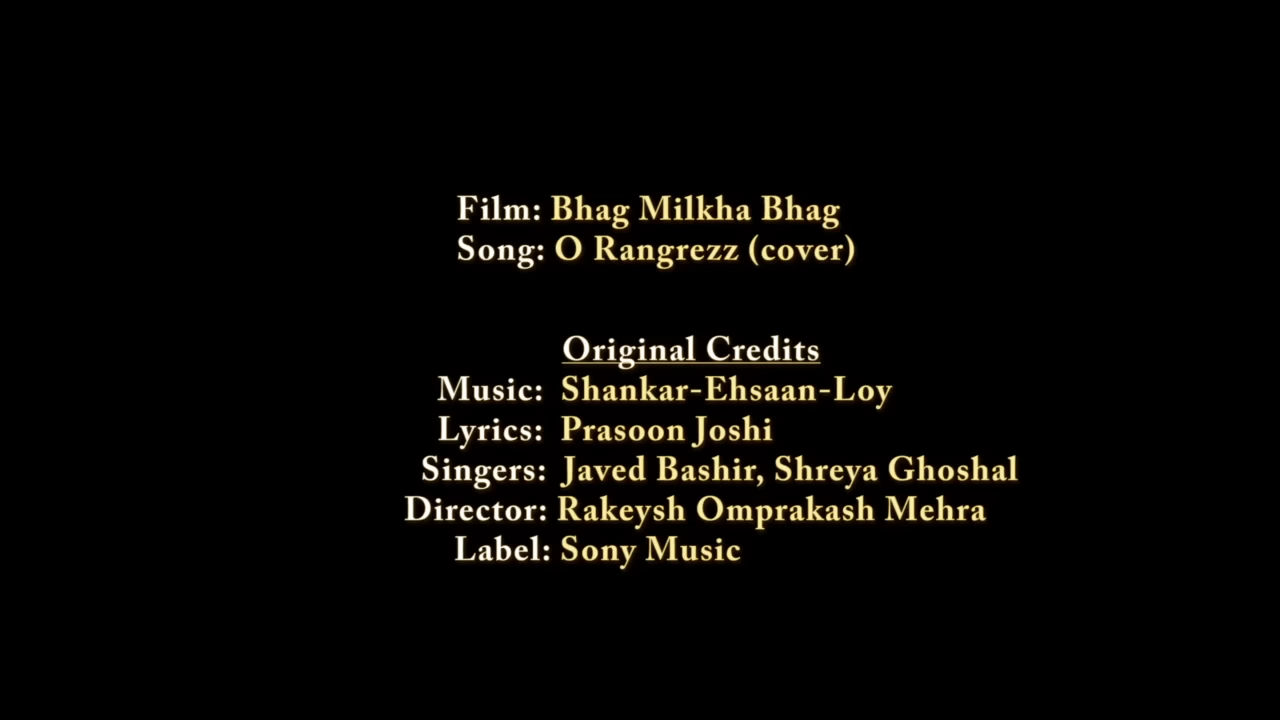 Film: Bhag Milkha Bhag
Song: O Rangrezz (cover)
Original Credits
Music: Shankar-Ehsaan-Loy
Lyrics: Prasoon Joshi
Singers: Javed Bashir, Shreya Ghoshal
Director: Rakeysh Omprakash Mehra
Label: Sony Music